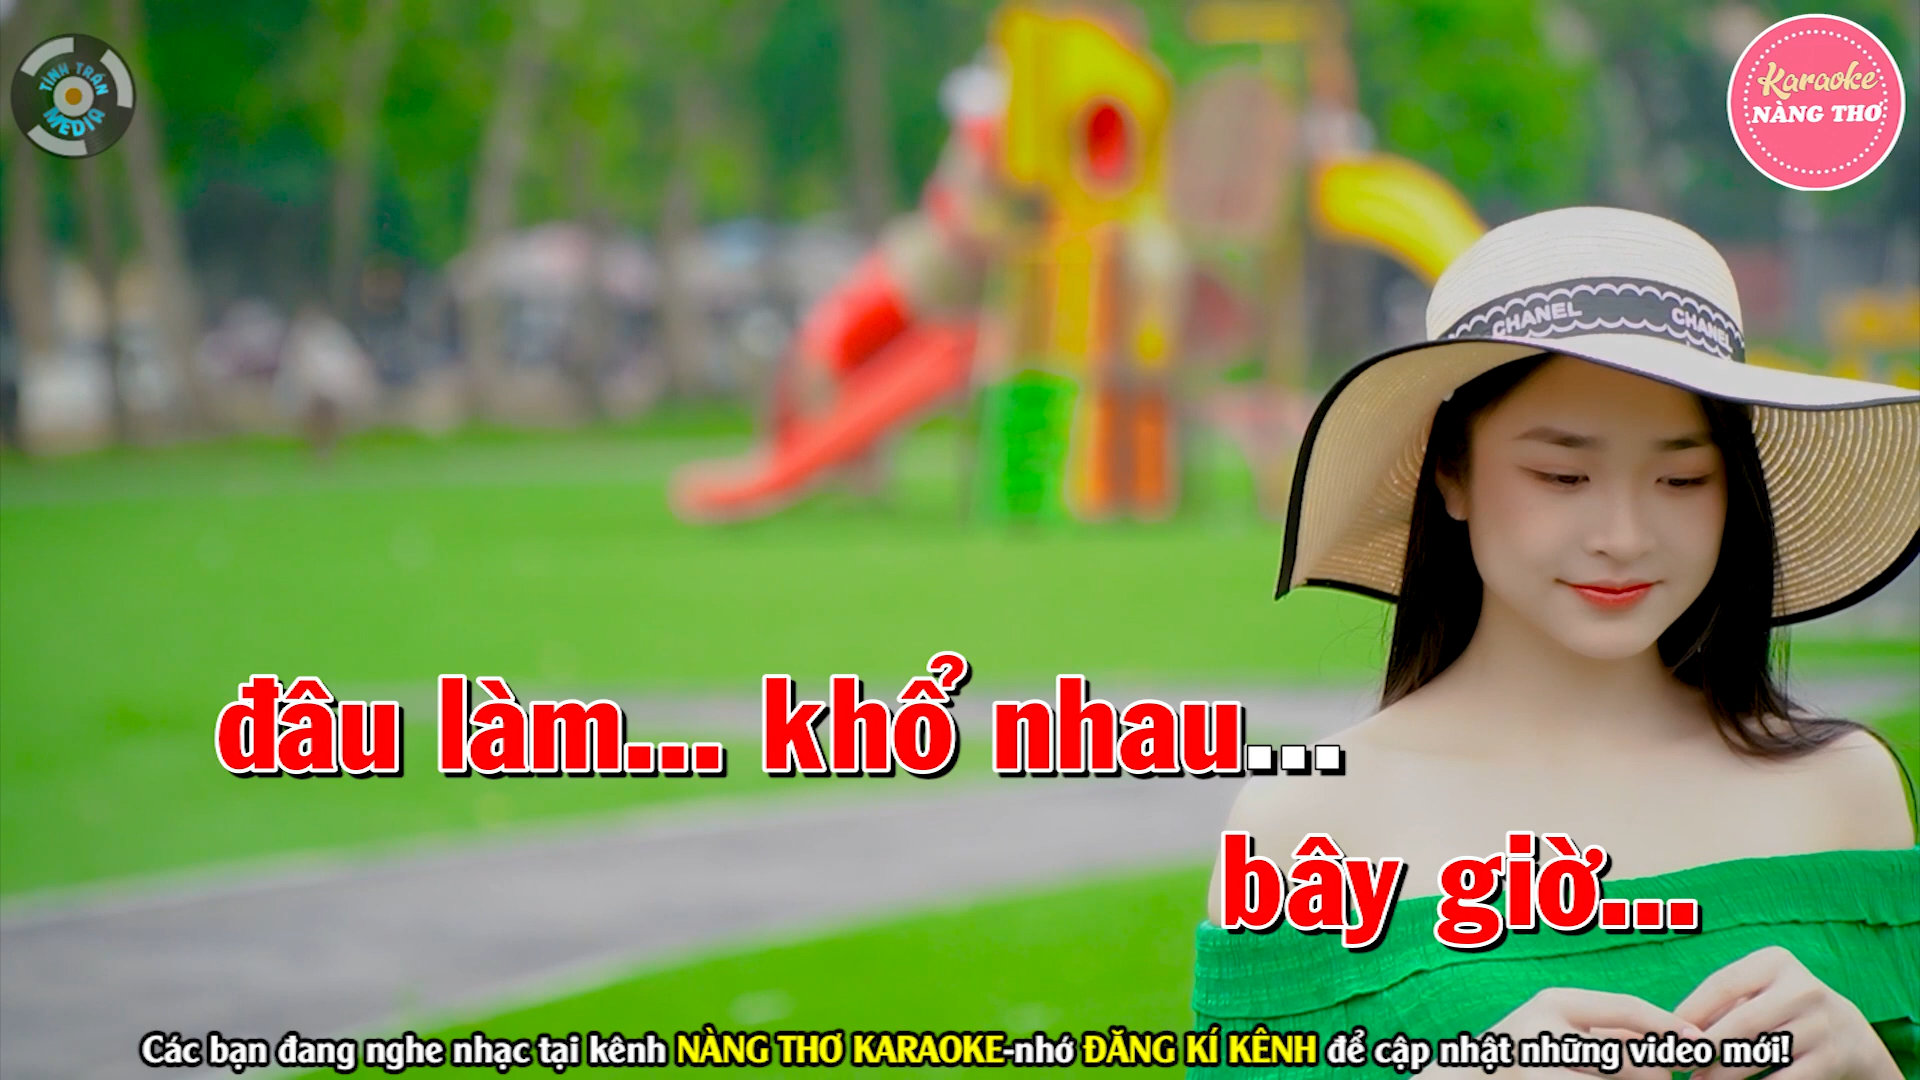 TÌNH TRẦN
MEDIA
Karaoke
NÀNG THƠ
CHANEL CHANEL
đâu làm... khổ nhau...
bây giờ...
Các bạn đang nghe nhạc tại kênh NÀNG THƠ KARAOKE-nhớ ĐĂNG KÍ KÊNH để cập nhật những video mới!